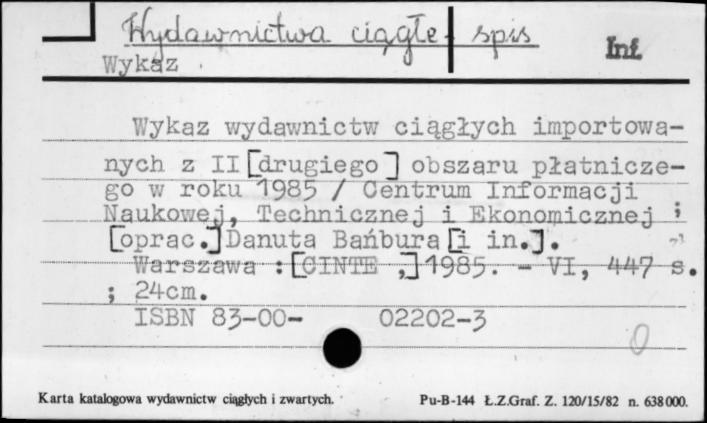 Wydawnictwa ciągłe - spis
Inf.
Wykaz
Wykaz wydawnictw ciągłych importowa-
nych z II [drugiego] obszaru płatnicze-
go w roku 1985 / Centrum Informacji
Naukowej, Technicznej i Ekonomicznej ;
[oprac.] Danuta Bańbura [i in.].
Warszawa : [CINTE ,] 1985. - VI, 447 s.
; 24cm.
ISBN 83-00- 02202-3
0
Karta katalogowa wydawnictw ciągłych i zwartych. Pu-B-144 Ł.Z.Graf. Z. 120/15/82 n. 638000.